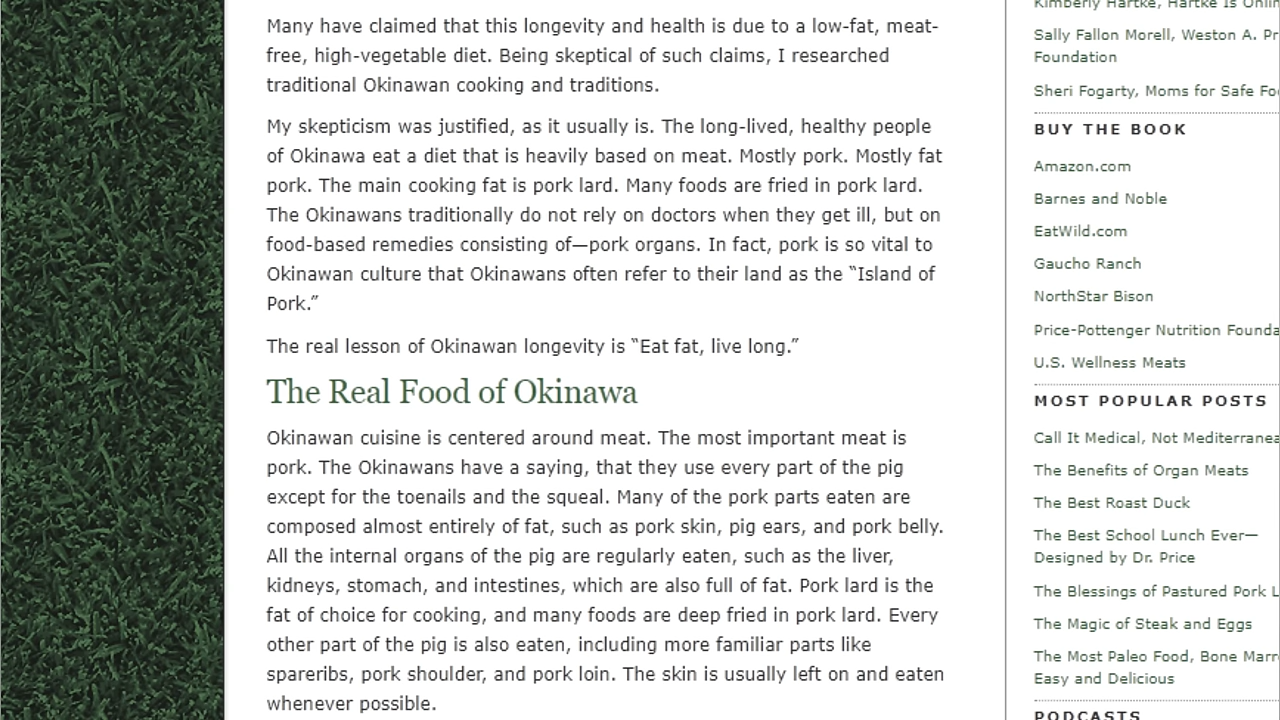 Many have claimed that this longevity and health is due to a low-fat, meat-
free, high-vegetable diet. Being skeptical of such claims, I researched
traditional Okinawan cooking and traditions.
My skepticism was justified, as it usually is. The long-lived, healthy people
of Okinawa eat a diet that is heavily based on meat. Mostly pork. Mostly fat
pork. The main cooking fat is pork lard. Many foods are fried in pork lard.
The Okinawans traditionally do not rely on doctors when they get ill, but on
food-based remedies consisting of—pork organs. In fact, pork is so vital to
Okinawan culture that Okinawans often refer to their land as the “Island of
Pork.”
The real lesson of Okinawan longevity is “Eat fat, live long.”
The Real Food of Okinawa
Okinawan cuisine is centered around meat. The most important meat is
pork. The Okinawans have a saying, that they use every part of the pig
except for the toenails and the squeal. Many of the pork parts eaten are
composed almost entirely of fat, such as pork skin, pig ears, and pork belly.
All the internal organs of the pig are regularly eaten, such as the liver,
kidneys, stomach, and intestines, which are also full of fat. Pork lard is the
fat of choice for cooking, and many foods are deep fried in pork lard. Every
other part of the pig is also eaten, including more familiar parts like
spareribs, pork shoulder, and pork loin. The skin is usually left on and eaten
whenever possible.
Kimberly Hartke, Hartke Is
Sally Fallon Morell, Weston A.
Foundation
Sheri Fogarty, Moms for Safe
BUY THE BOOK
Amazon.com
Barnes and Noble
EatWild.com
Gaucho Ranch
NorthStar Bison
Price-Pottenger Nutrition
U.S. Wellness Meats
MOST POPULAR POSTS
Call It Medical, Not
The Benefits of Organ Meats
The Best Roast Duck
The Best School Lunch Ever—
Designed by Dr. Price
The Blessings of Pastured Pork
The Magic of Steak and Eggs
The Most Paleo Food, Bone
Easy and Delicious
PODCASTS